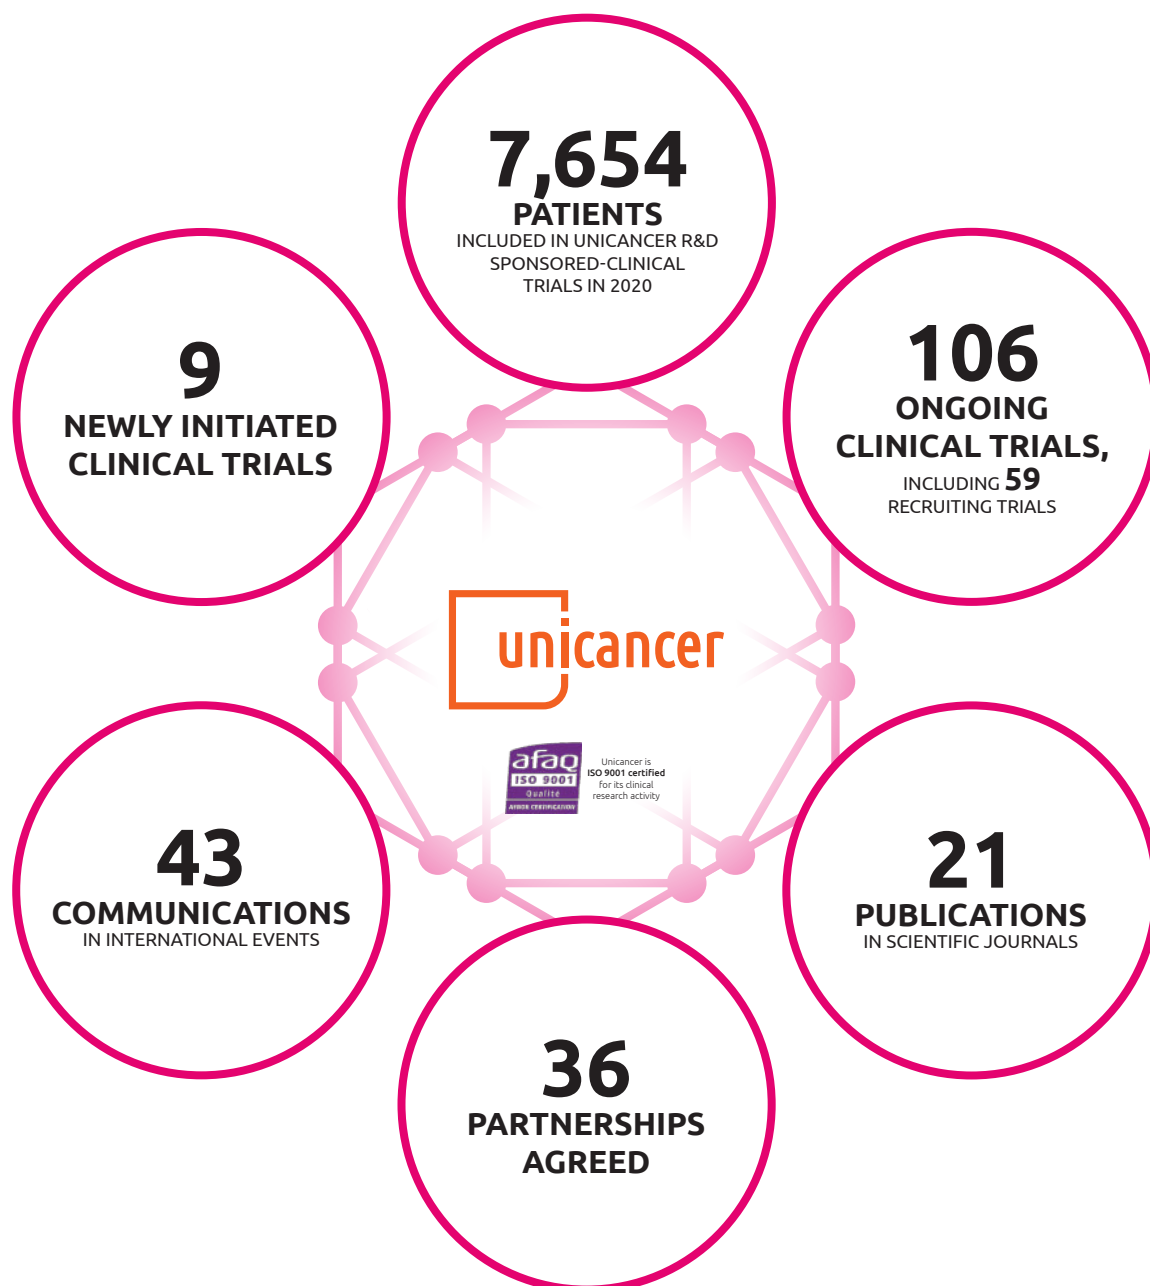 7,654
PATIENTS
INCLUDED IN UNICANCER R&D
SPONSORED-CLINICAL
TRIALS IN 2020
9
NEWLY INITIATED
CLINICAL TRIALS
106
ONGOING
CLINICAL TRIALS,
INCLUDING 59
RECRUITING TRIALS
unicancer
afaq
ISO 9001
Qualité
AFNOR CERTIFICATION
Unicancer is
ISO 9001 certified
for its clinical
research activity
43
COMMUNICATIONS
IN INTERNATIONAL EVENTS
21
PUBLICATIONS
IN SCIENTIFIC JOURNALS
36
PARTNERSHIPS
AGREED